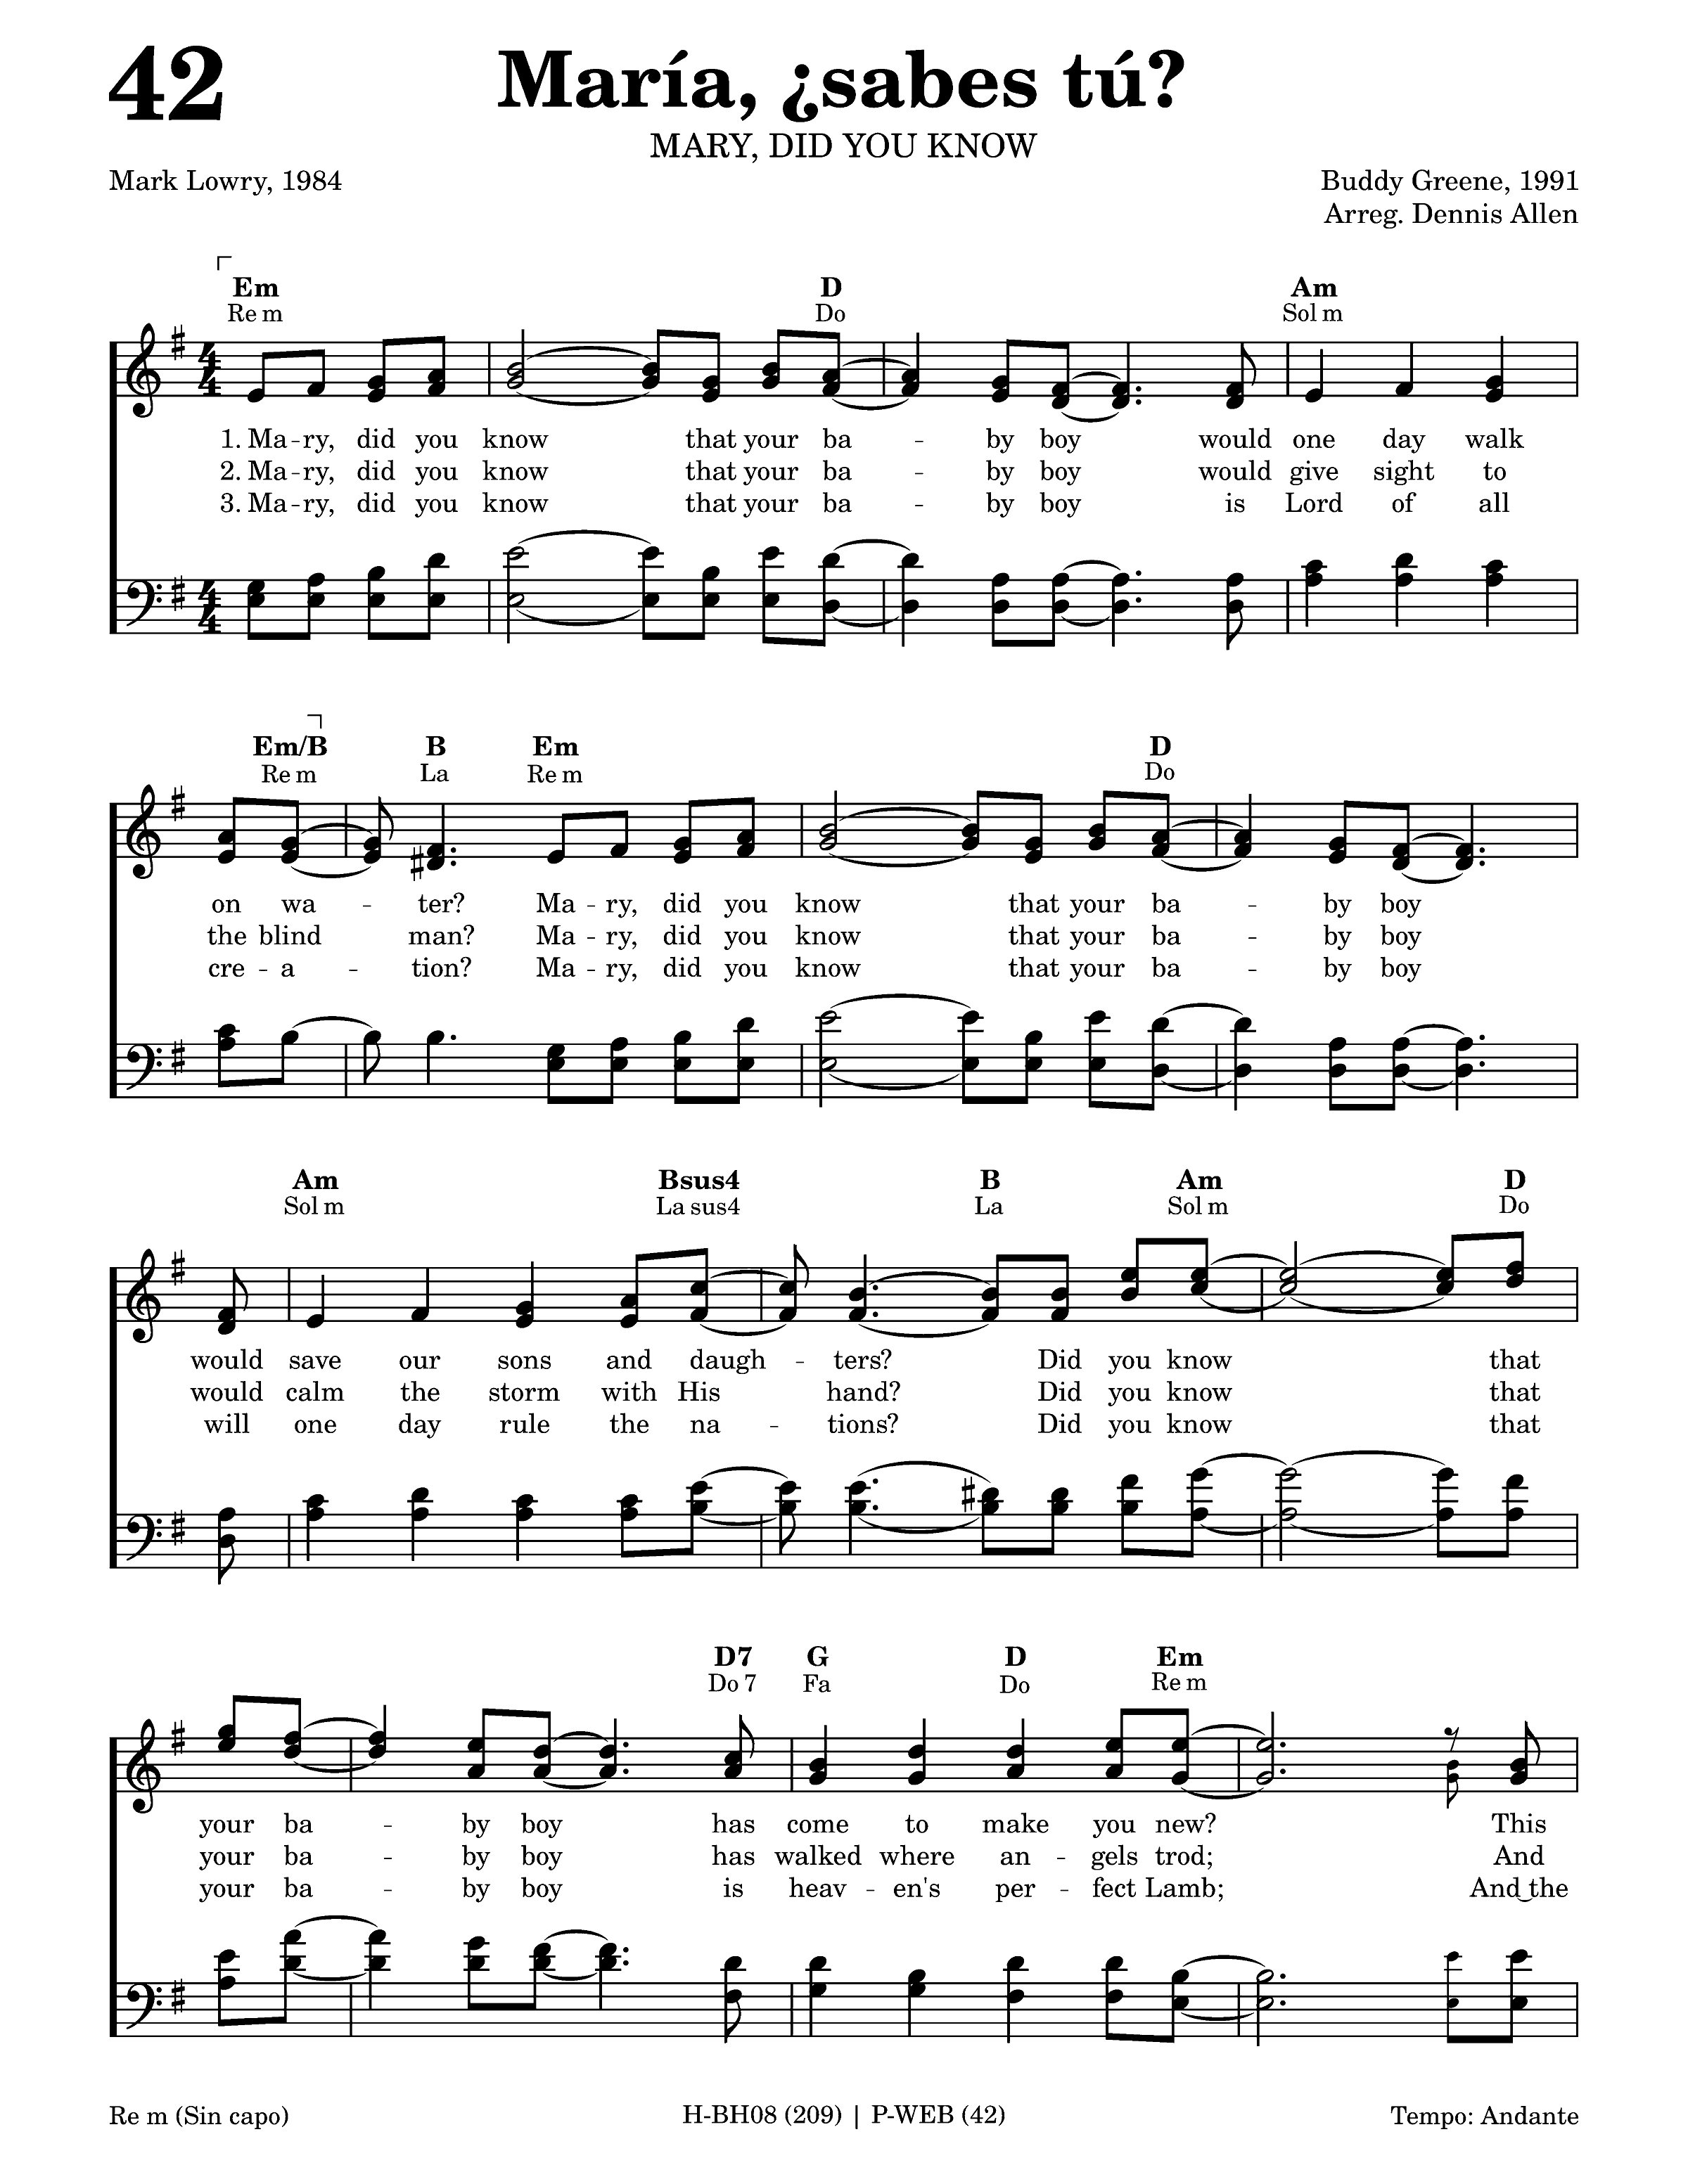 42 María, ¿sabes tú?
MARY, DID YOU KNOW
Mark Lowry, 1984 Buddy Greene, 1991
Arreg. Dennis Allen
Em D Am
Re m Do Sol m
4/4
1. Ma -- ry, did you know that your ba -- by boy would one day walk
2. Ma -- ry, did you know that your ba -- by boy would give sight to
3. Ma -- ry, did you know that your ba -- by boy is Lord of all
4/4
Em/B B Em D
Re m La Re m Do
on wa -- ter? Ma -- ry, did you know that your ba -- by boy
the blind man? Ma -- ry, did you know that your ba -- by boy
cre -- a -- tion? Ma -- ry, did you know that your ba -- by boy
Am Bsus4 B Am D
Sol m La sus4 La Sol m Do
would save our sons and daugh -- ters? Did you know that
would calm the storm with His hand? Did you know that
will one day rule the na -- tions? Did you know that
D7 G D Em
Do 7 Fa Do Re m
your ba -- by boy has come to make you new? This
your ba -- by boy has walked where an -- gels trod; And
your ba -- by boy is heav -- en's per -- fect Lamb; And‿the
Re m (Sin capo) H-BH08 (209) | P-WEB (42) Tempo: Andante